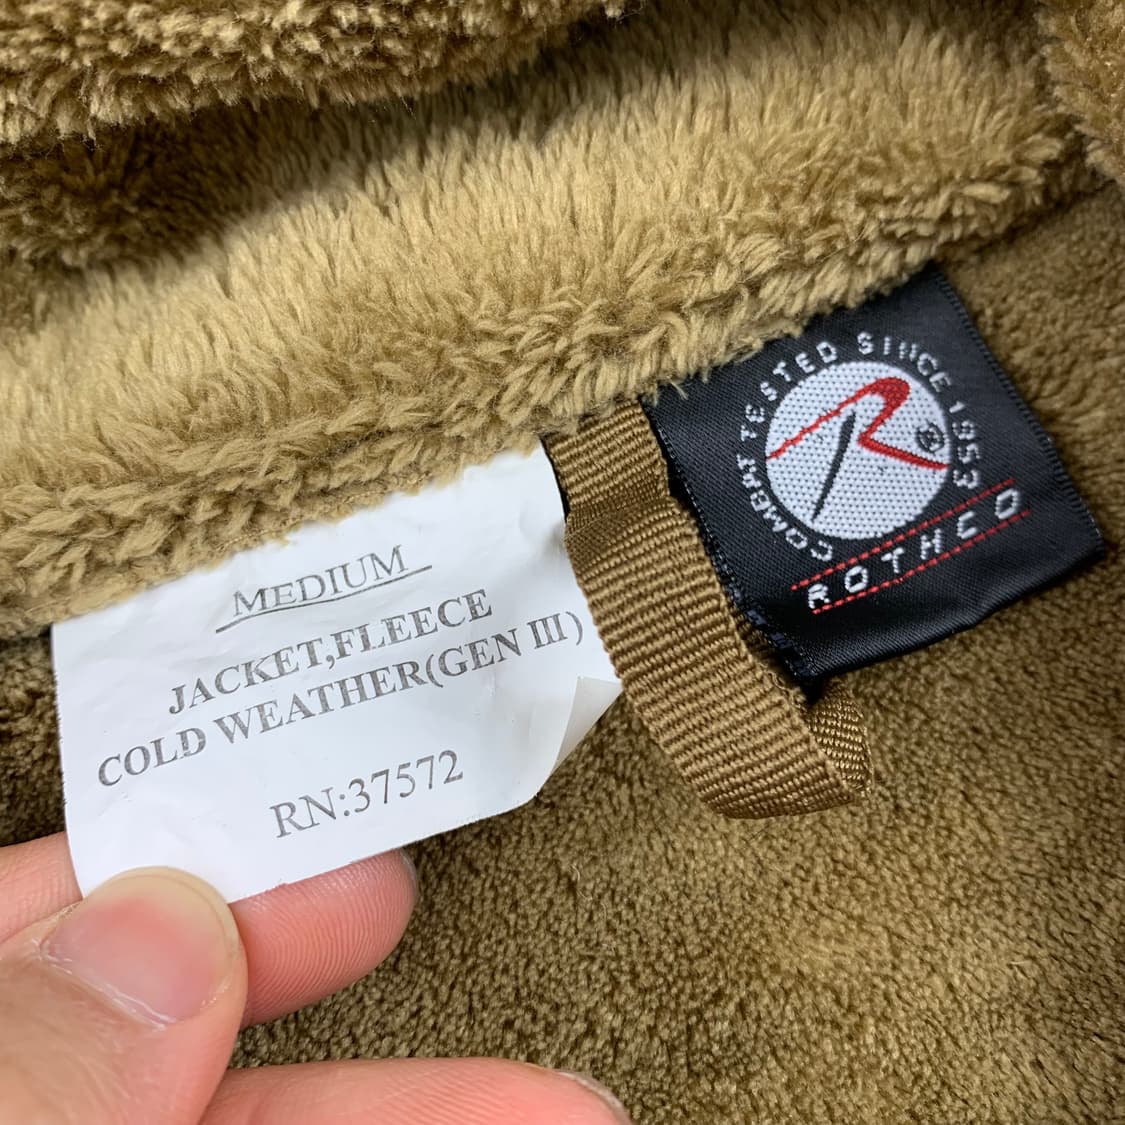 MEDIUM
JACKET,FLEECE
COLD WEATHER(GEN III)
RN:37572
COMBAT TESTED SINCE 1953
R®
ROTHCO